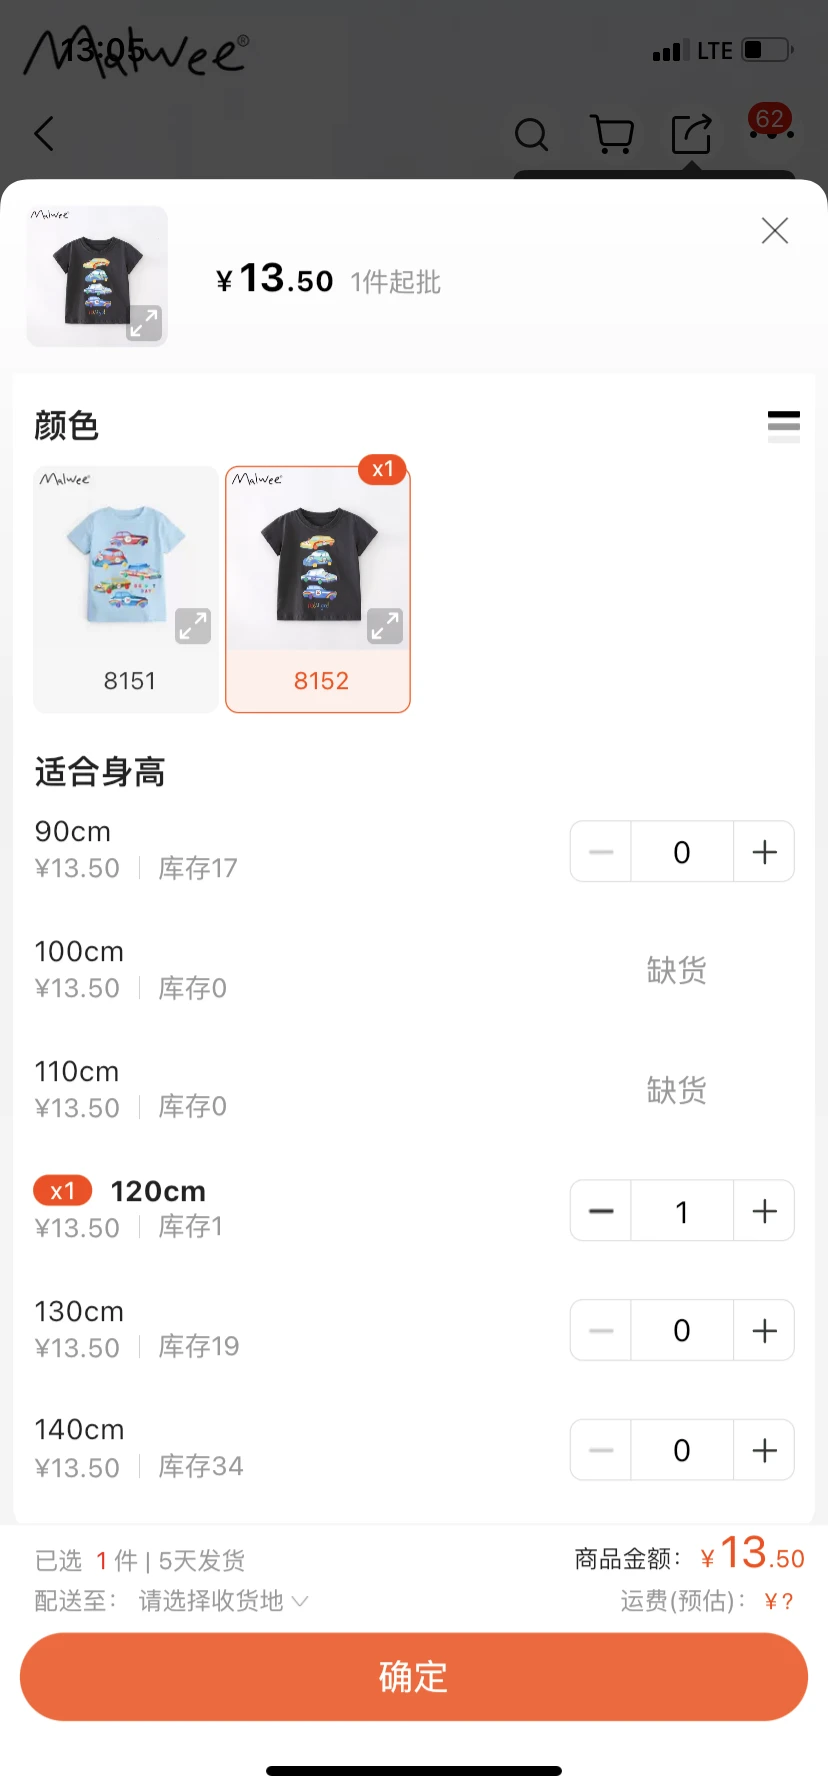 Malwee®
13:05
LTE
62
Malwee
¥13.50 1件起批
颜色
Malwee
Malwee
x1
8151
8152
适合身高
90cm
¥13.50 库存17
0
100cm
¥13.50 库存0
缺货
110cm
¥13.50 库存0
缺货
x1 120cm
¥13.50 库存1
1
130cm
¥13.50 库存19
0
140cm
¥13.50 库存34
0
已选 1 件 | 5天发货
商品金额: ¥13.50
配送至: 请选择收货地
运费(预估): ¥?
确定